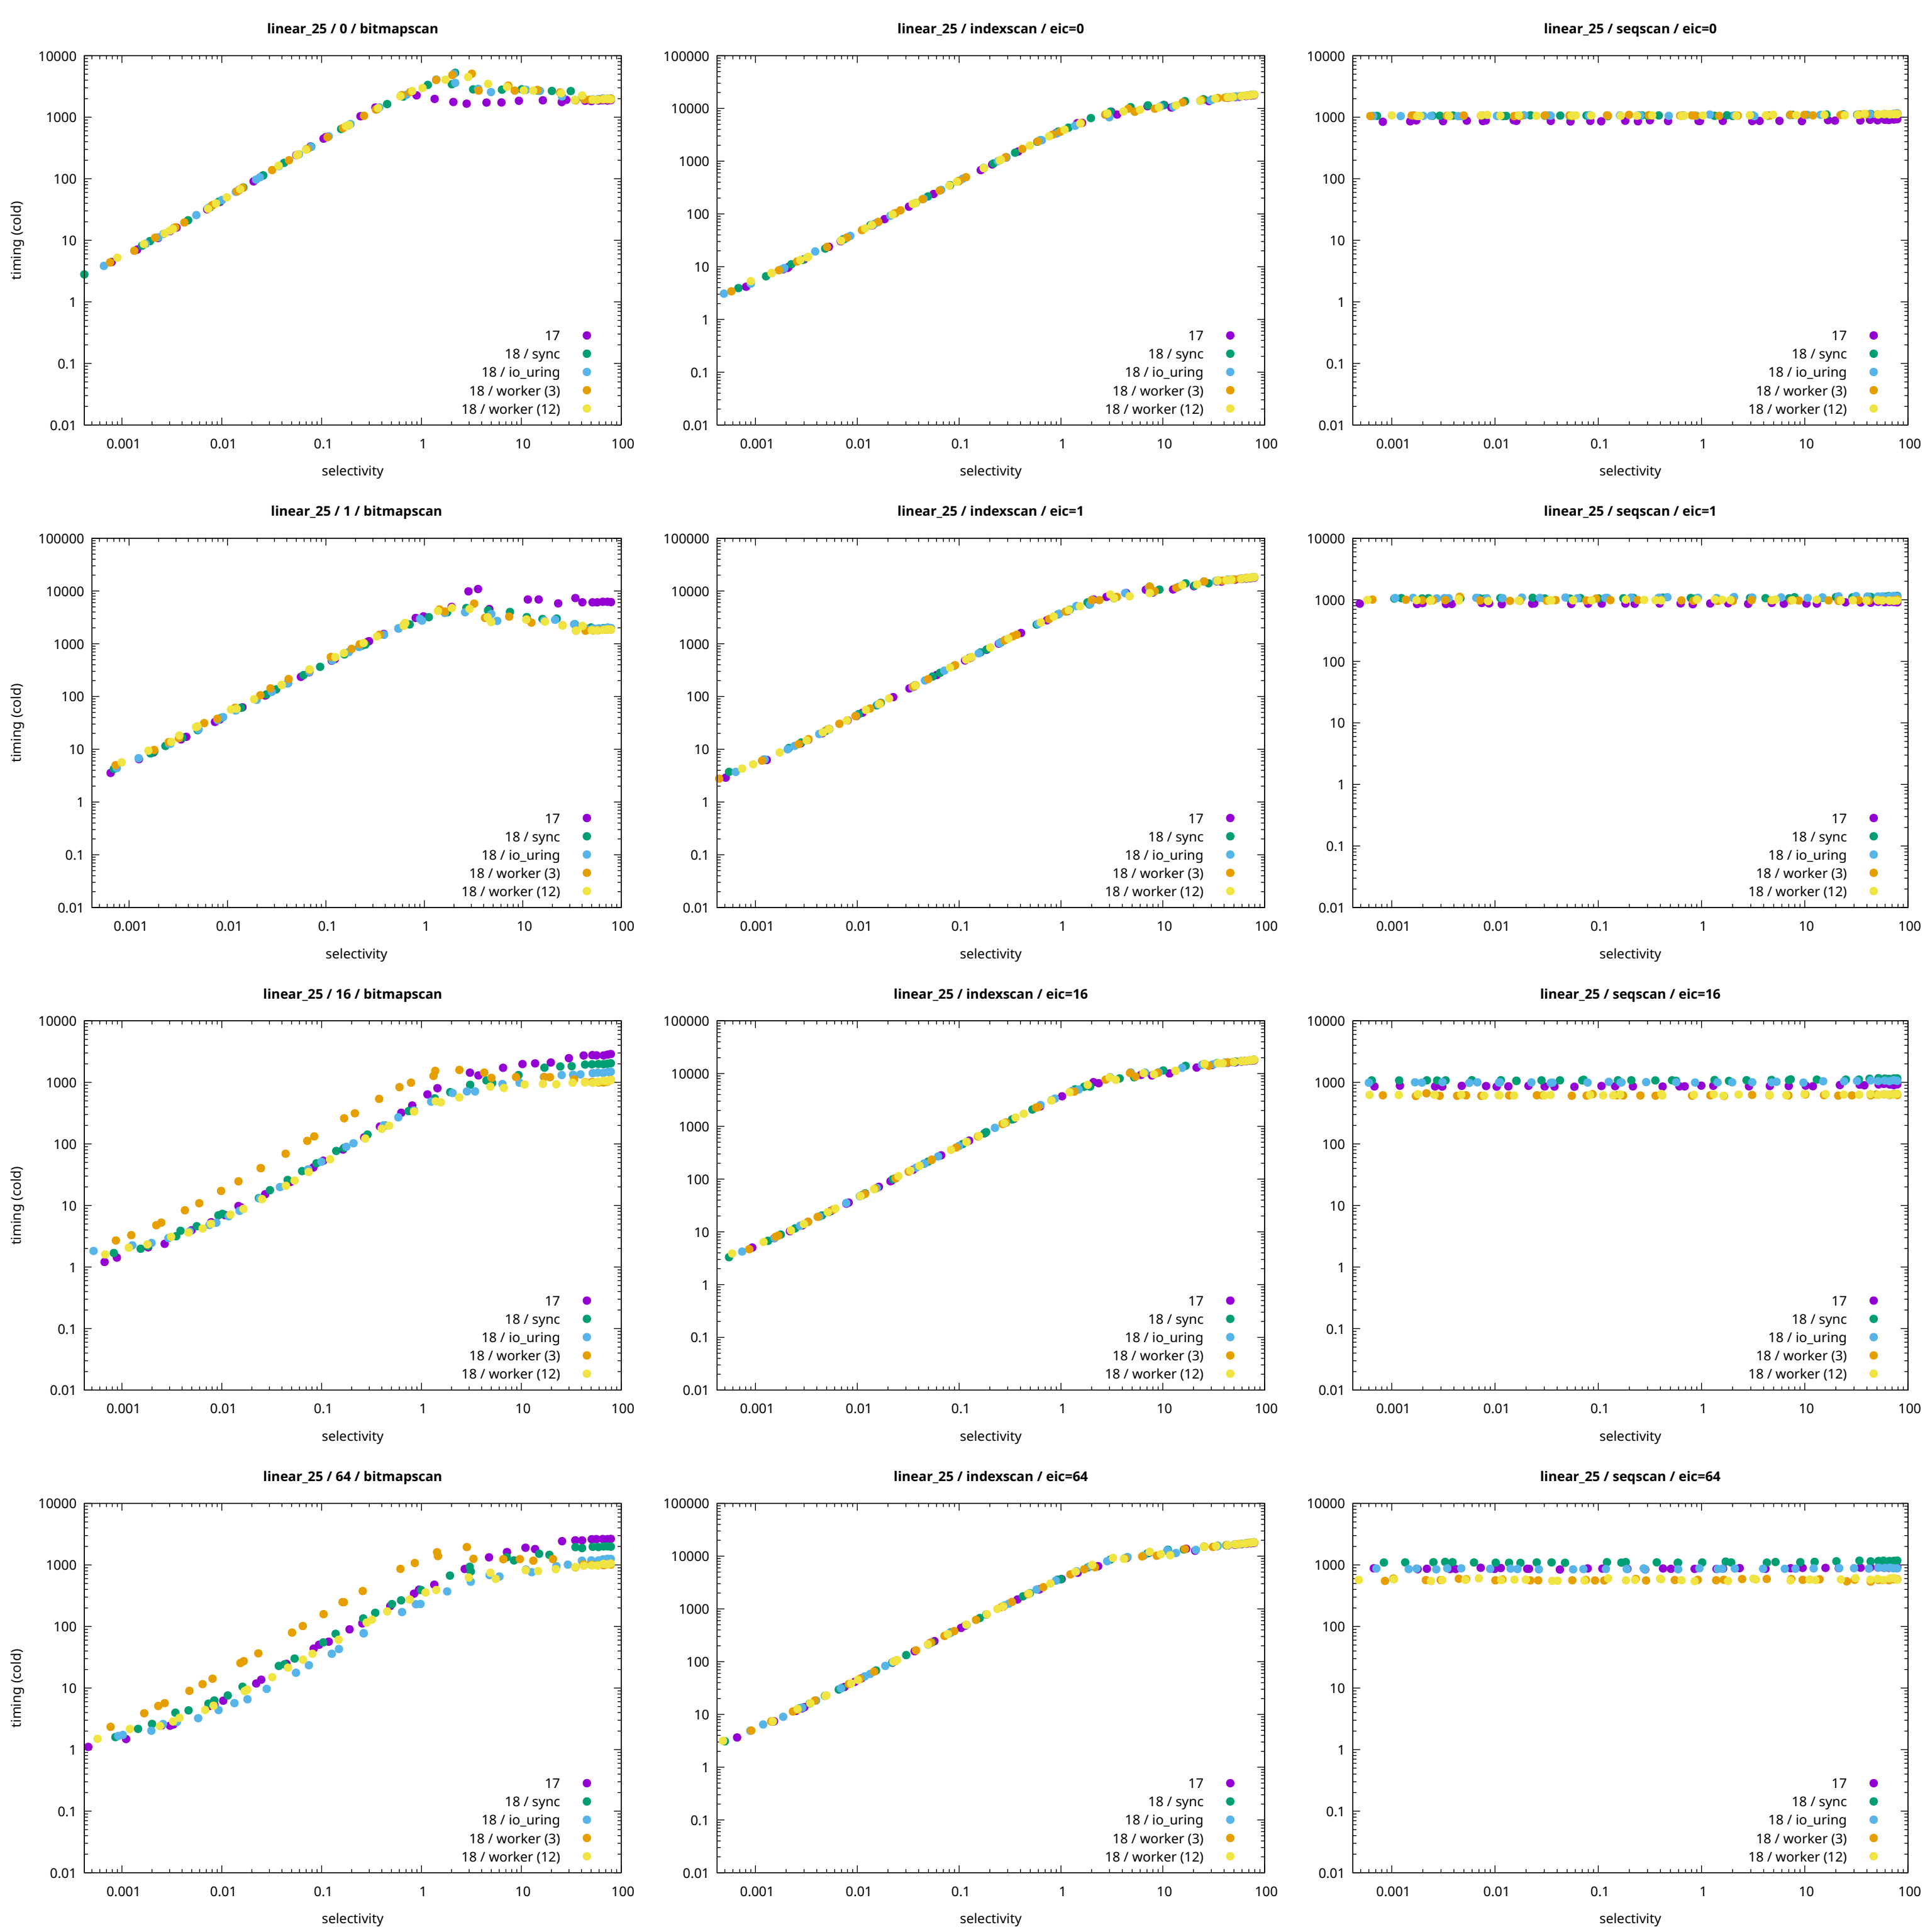 linear_25 / 0 / bitmapscan
10000
1000
100
10
1
0.1
0.01
timing (cold)
17
18 / sync
18 / io_uring
18 / worker (3)
18 / worker (12)
0.001 0.01 0.1 1 10 100
selectivity
linear_25 / indexscan / eic=0
100000
10000
1000
100
10
1
0.1
0.01
17
18 / sync
18 / io_uring
18 / worker (3)
18 / worker (12)
0.001 0.01 0.1 1 10 100
selectivity
linear_25 / seqscan / eic=0
10000
1000
100
10
1
0.1
0.01
17
18 / sync
18 / io_uring
18 / worker (3)
18 / worker (12)
0.001 0.01 0.1 1 10 100
selectivity
linear_25 / 1 / bitmapscan
100000
10000
1000
100
10
1
0.1
0.01
timing (cold)
17
18 / sync
18 / io_uring
18 / worker (3)
18 / worker (12)
0.001 0.01 0.1 1 10 100
selectivity
linear_25 / indexscan / eic=1
100000
10000
1000
100
10
1
0.1
0.01
17
18 / sync
18 / io_uring
18 / worker (3)
18 / worker (12)
0.001 0.01 0.1 1 10 100
selectivity
linear_25 / seqscan / eic=1
10000
1000
100
10
1
0.1
0.01
17
18 / sync
18 / io_uring
18 / worker (3)
18 / worker (12)
0.001 0.01 0.1 1 10 100
selectivity
linear_25 / 16 / bitmapscan
10000
1000
100
10
1
0.1
0.01
timing (cold)
17
18 / sync
18 / io_uring
18 / worker (3)
18 / worker (12)
0.001 0.01 0.1 1 10 100
selectivity
linear_25 / indexscan / eic=16
100000
10000
1000
100
10
1
0.1
0.01
17
18 / sync
18 / io_uring
18 / worker (3)
18 / worker (12)
0.001 0.01 0.1 1 10 100
selectivity
linear_25 / seqscan / eic=16
10000
1000
100
10
1
0.1
0.01
17
18 / sync
18 / io_uring
18 / worker (3)
18 / worker (12)
0.001 0.01 0.1 1 10 100
selectivity
linear_25 / 64 / bitmapscan
10000
1000
100
10
1
0.1
0.01
timing (cold)
17
18 / sync
18 / io_uring
18 / worker (3)
18 / worker (12)
0.001 0.01 0.1 1 10 100
selectivity
linear_25 / indexscan / eic=64
100000
10000
1000
100
10
1
0.1
0.01
17
18 / sync
18 / io_uring
18 / worker (3)
18 / worker (12)
0.001 0.01 0.1 1 10 100
selectivity
linear_25 / seqscan / eic=64
10000
1000
100
10
1
0.1
0.01
17
18 / sync
18 / io_uring
18 / worker (3)
18 / worker (12)
0.001 0.01 0.1 1 10 100
selectivity